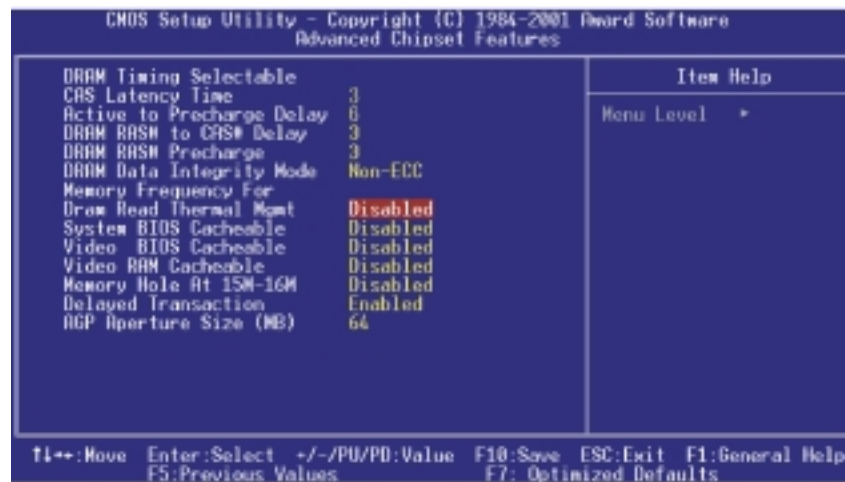 CMOS Setup Utility - Copyright (C) 1984-2001 Award Software
Advanced Chipset Features
DRAM Timing Selectable
CAS Latency Time 3
Active to Precharge Delay 6
DRAM RAS# to CAS# Delay 3
DRAM RAS# Precharge 3
DRAM Data Integrity Mode Non-ECC
Memory Frequency For
Dram Read Thermal Mgmt Disabled
System BIOS Cacheable Disabled
Video BIOS Cacheable Disabled
Video RAM Cacheable Disabled
Memory Hole At 15M-16M Disabled
Delayed Transaction Enabled
AGP Aperture Size (MB) 64
Item Help
Menu Level ►
↑↓→←:Move Enter:Select +/-/PU/PD:Value F10:Save ESC:Exit F1:General Help
F5:Previous Values F7: Optimized Defaults